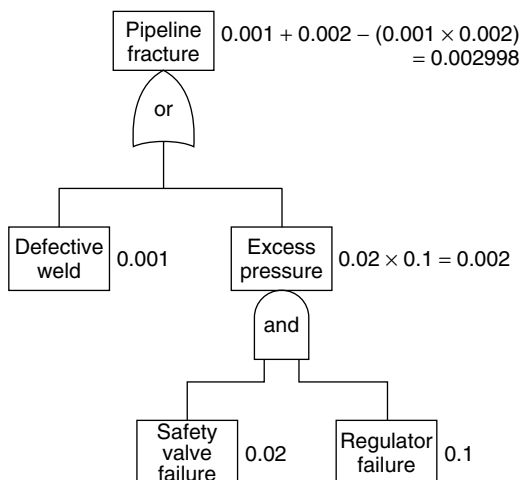 Pipeline
fracture
0.001 + 0.002 − (0.001 × 0.002)
= 0.002998
or
Defective
weld
0.001
Excess
pressure
0.02 × 0.1 = 0.002
and
Safety
valve
failure
0.02
Regulator
failure
0.1